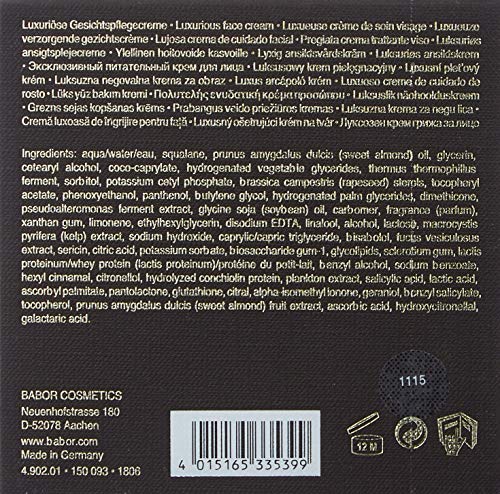 Luxuriöse Gesichtspflegecreme • Luxurious face cream • Luxueuse crème de soin visage • Luxueuze
verzorgende gezichtscrème • Lujosa crema de cuidado facial • Pregiata crema trattante viso • Luksuriøs
ansigtsplejecreme • Ylellinen hoitovoide kasvoille • Lyxig ansiktsvårdskräm • Luksuriøs ansiktskrem
• Эксклюзивный питательный крем для лица • Luksusowy krem pielęgnacyjny • Luxusní pleťový
krém • Luksuzna negovalna krema za obraz • Luxus arcápoló krém • Luxuoso creme de cuidado de
rosto • Lüks yüz bakım kremi • Πολυτελής ενυδατική κρέμα προσώπου • Luksuslik näohoolduskreem
• Grezns sejas kopšanas krēms • Prabangus veido priežiūros kremas • Luksuzna krema za negu lica •
Cremă luxoasă de îngrijire pentru față • Luxusný ošetrujúci krém na tvár • Луксозен крем грижа за лице
Ingredients: aqua/water/eau, squalane, prunus amygdalus dulcis (sweet almond) oil, glycerin,
cetearyl alcohol, coco-caprylate, hydrogenated vegetable glycerides, thermus thermophillus
ferment, sorbitol, potassium cetyl phosphate, brassica campestris (rapeseed) sterols, tocopheryl
acetate, phenoxyethanol, panthenol, butylene glycol, hydrogenated palm glycerides, dimethicone,
pseudoalteromonas ferment extract, glycine soja (soybean) oil, carbomer, fragrance (parfum),
xanthan gum, limonene, ethylhexylglycerin, disodium EDTA, linalool, alcohol, lactose, macrocystis
pyrifera (kelp) extract, sodium hydroxide, caprylic/capric triglyceride, bisabolol, fucus vesiculosus
extract, sericin, citric acid, potassium sorbate, biosaccharide gum-1, glycolipids, sclerotium gum, lactis
proteinum/whey protein (lactis proteinum)/protéine du petit-lait, benzyl alcohol, sodium benzoate,
hexyl cinnamal, citronellol, hydrolyzed conchiolin protein, plankton extract, salicylic acid, lactic acid,
ascorbyl palmitate, pantolactone, glutathione, citral, alpha-isomethyl ionone, geraniol, benzyl salicylate,
tocopherol, prunus amygdalus dulcis (sweet almond) fruit extract, ascorbic acid, hydroxycitronellal,
galactaric acid.
BABOR COSMETICS
Neuenhofstrasse 180
D-52078 Aachen
www.babor.com
Made in Germany
4.902.01 • 150 093 • 1806
1115
12 M
4 015165 335399